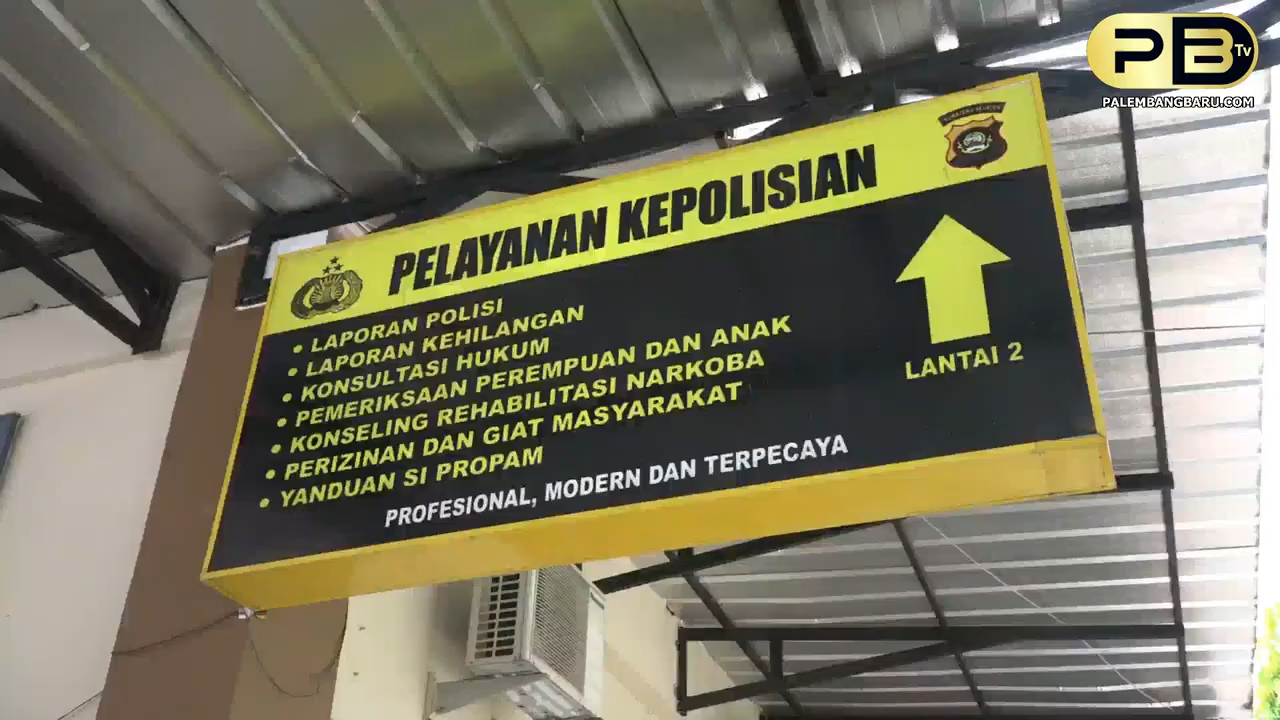 PB Tv
PALEMBANGBARU.COM
PELAYANAN KEPOLISIAN
• LAPORAN POLISI
• LAPORAN KEHILANGAN
• KONSULTASI HUKUM
• PEMERIKSAAN PEREMPUAN DAN ANAK
• KONSELING REHABILITASI NARKOBA
• PERIZINAN DAN GIAT MASYARAKAT
• YANDUAN SI PROPAM
LANTAI 2
PROFESIONAL, MODERN DAN TERPECAYA